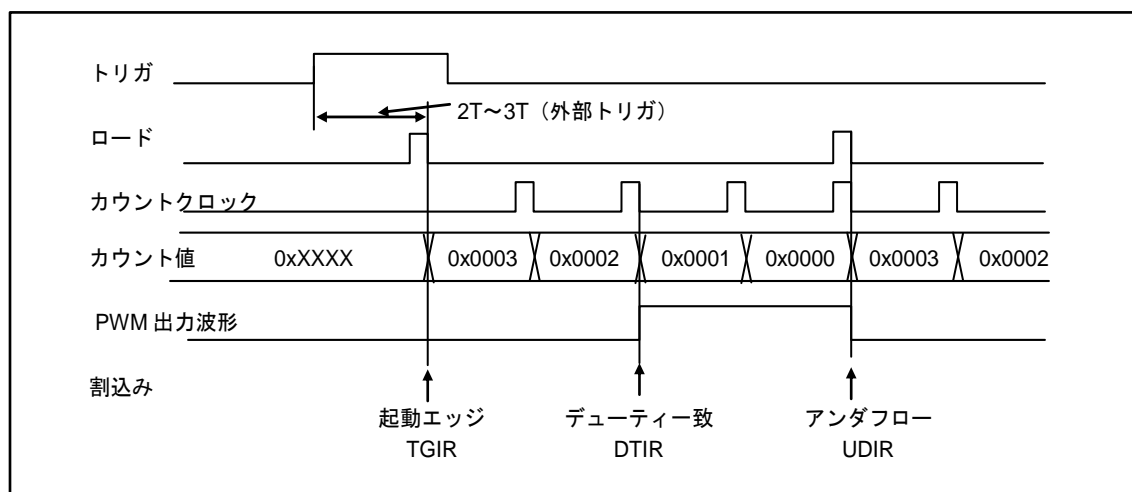 トリガ
2T～3T（外部トリガ）
ロード
カウントクロック
カウント値 0xXXXX 0x0003 0x0002 0x0001 0x0000 0x0003 0x0002
PWM 出力波形
割込み
起動エッジ デューティ一致 アンダフロー
TGIR DTIR UDIR